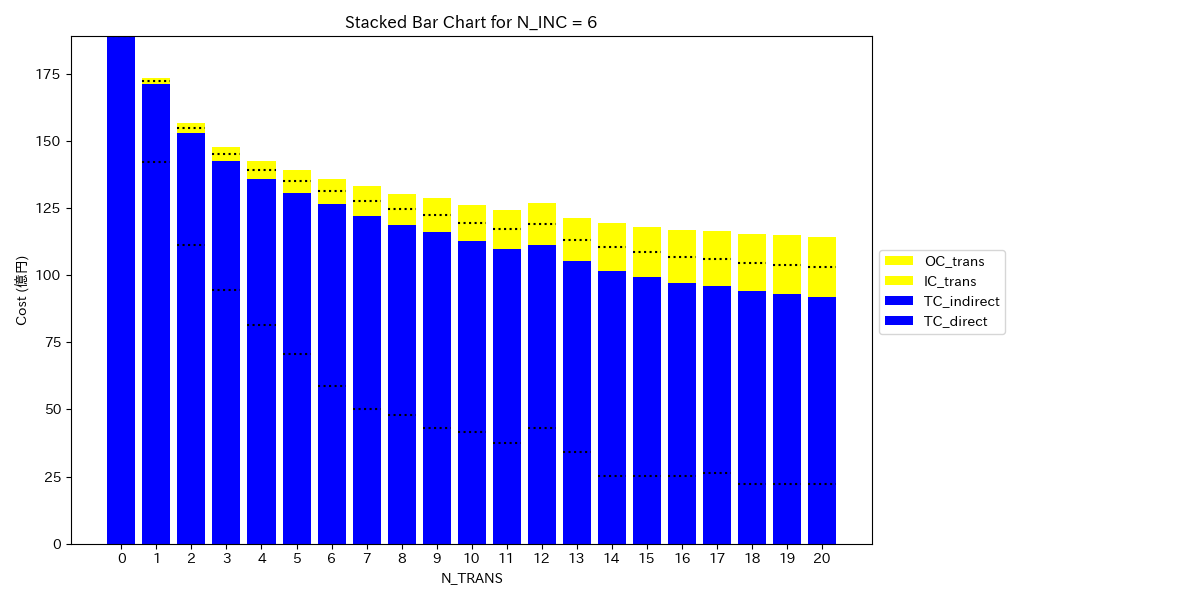 Stacked Bar Chart for N_INC = 6
Cost (億円)
175
150
125
100
75
50
25
0
0 1 2 3 4 5 6 7 8 9 10 11 12 13 14 15 16 17 18 19 20
N_TRANS
OC_trans
IC_trans
TC_indirect
TC_direct